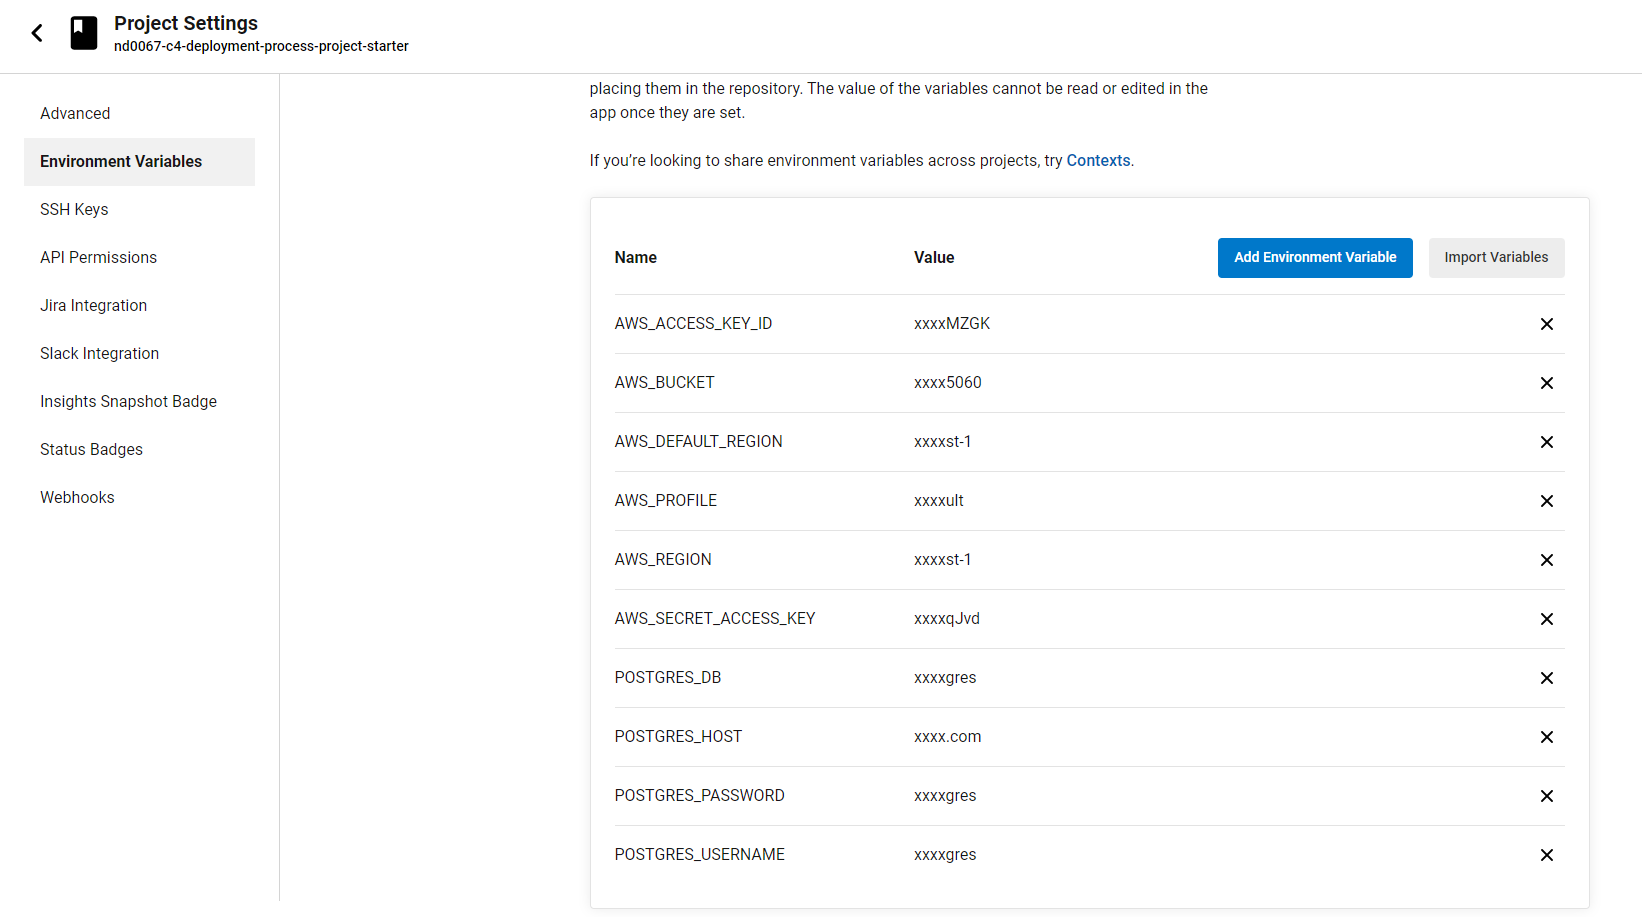 Project Settings
nd0067-c4-deployment-process-project-starter
Advanced
Environment Variables
SSH Keys
API Permissions
Jira Integration
Slack Integration
Insights Snapshot Badge
Status Badges
Webhooks
placing them in the repository. The value of the variables cannot be read or edited in the
app once they are set.
If you're looking to share environment variables across projects, try Contexts.
Name Value Add Environment Variable Import Variables
AWS_ACCESS_KEY_ID xxxxMZGK
AWS_BUCKET xxxx5060
AWS_DEFAULT_REGION xxxxst-1
AWS_PROFILE xxxxult
AWS_REGION xxxxst-1
AWS_SECRET_ACCESS_KEY xxxxqJvd
POSTGRES_DB xxxxgres
POSTGRES_HOST xxxx.com
POSTGRES_PASSWORD xxxxgres
POSTGRES_USERNAME xxxxgres